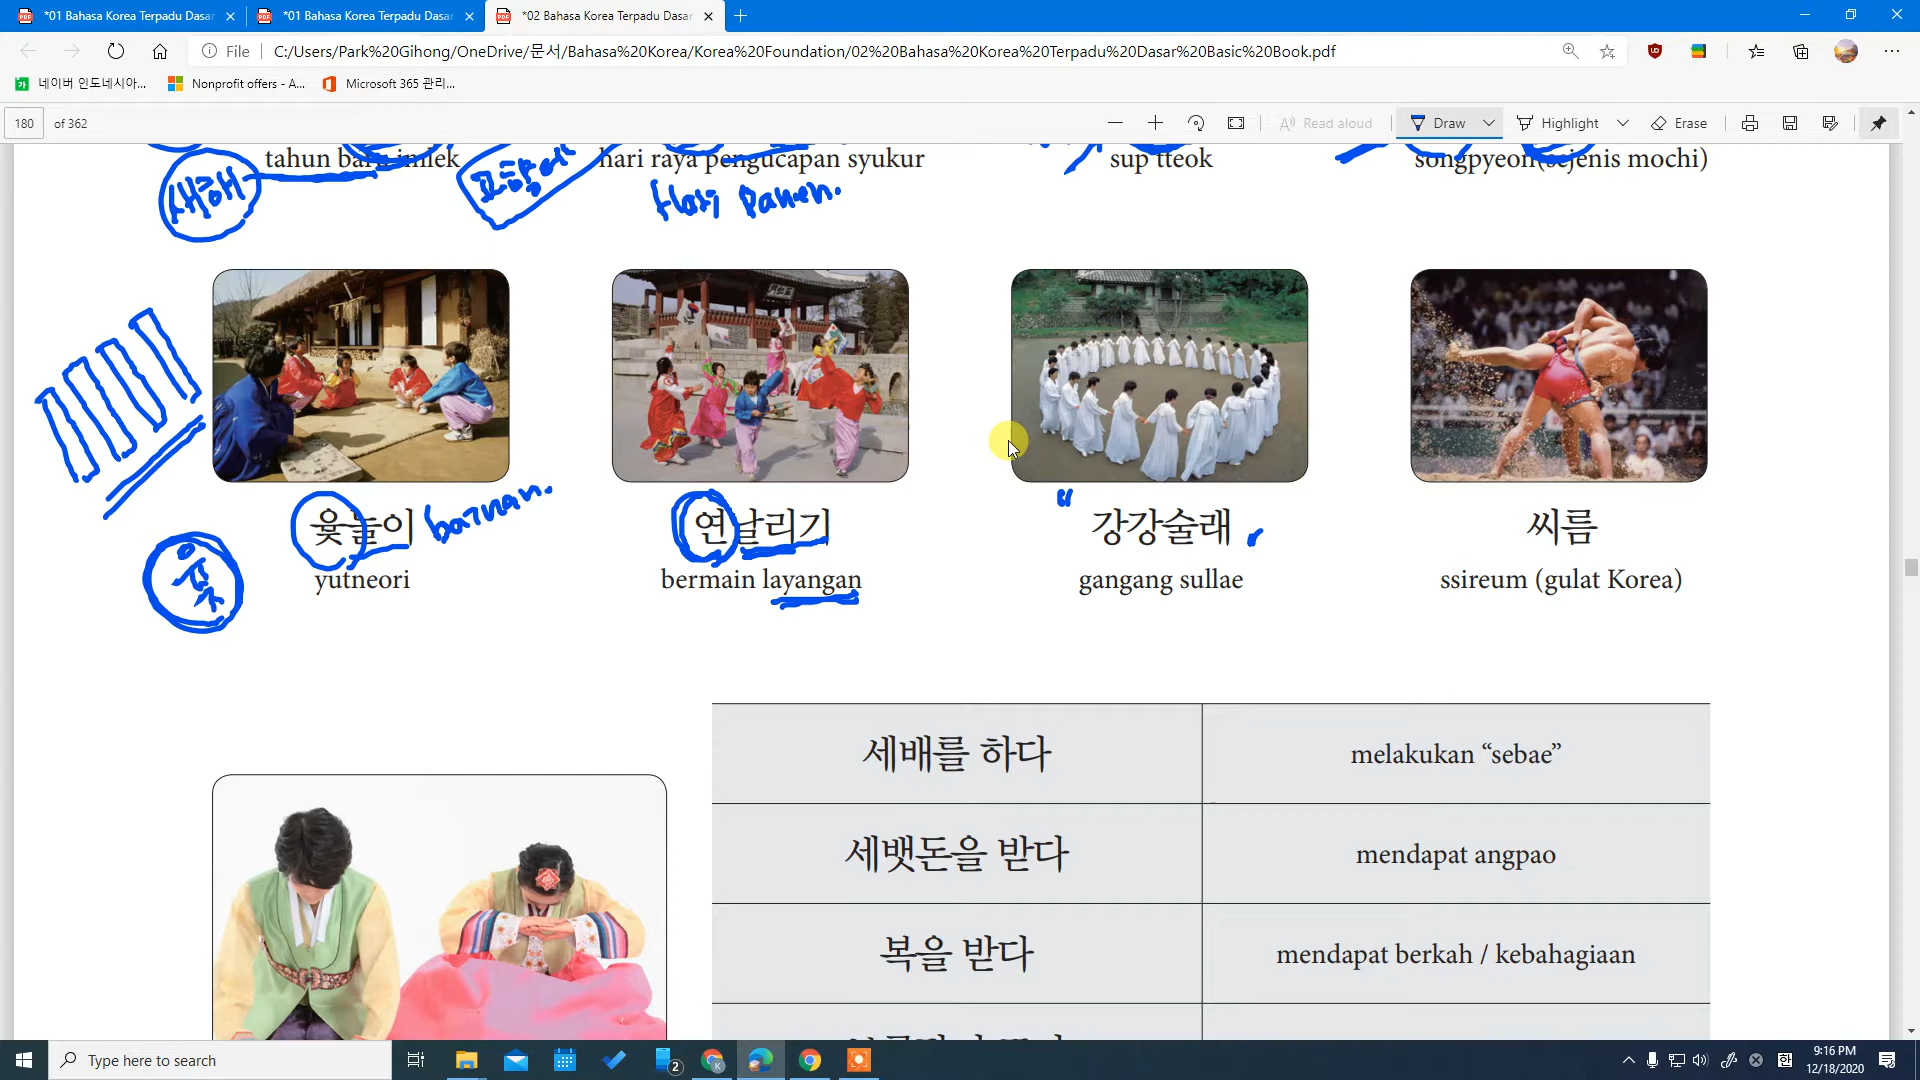 *01 Bahasa Korea Terpadu Dasar
*01 Bahasa Korea Terpadu Dasar
*02 Bahasa Korea Terpadu Dasar
File
C:/Users/Park%20Gihong/OneDrive/문서/Bahasa%20Korea/Korea%20Foundation/02%20Bahasa%20Korea%20Terpadu%20Dasar%20Basic%20Book.pdf
네이버 인도네시아...
Nonprofit offers - A...
Microsoft 365 관리...
180 of 362
Read aloud
Draw
Highlight
Erase
tahun baru imlek
hari raya pengucapan syukur
sup tteok
songpyeon(sejenis mochi)
새해
Hari Panen.
윷놀이
bainan.
연날리기
강강술래
씨름
윷
yutneori
bermain layangan
gangang sullae
ssireum (gulat Korea)
세배를 하다
melakukan “sebae”
세뱃돈을 받다
mendapat angpao
복을 받다
mendapat berkah / kebahagiaan
Type here to search
2
K
한
9:16 PM
12/18/2020